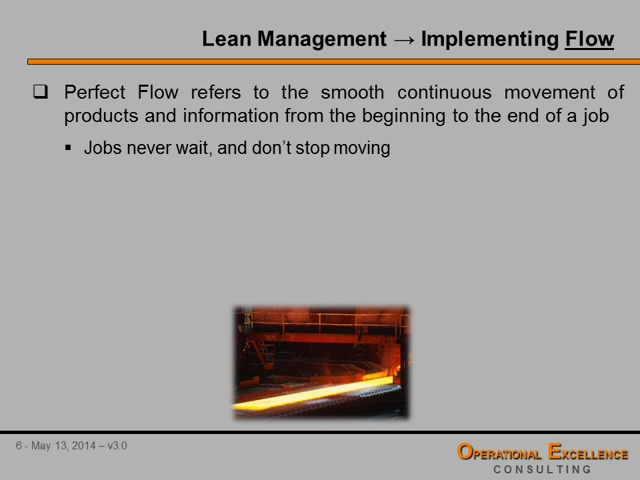 Lean Management → Implementing Flow
❑ Perfect Flow refers to the smooth continuous movement of
products and information from the beginning to the end of a job
▪ Jobs never wait, and don't stop moving
6 - May 13, 2014 – v3.0
OPERATIONAL EXCELLENCE
CONSULTING